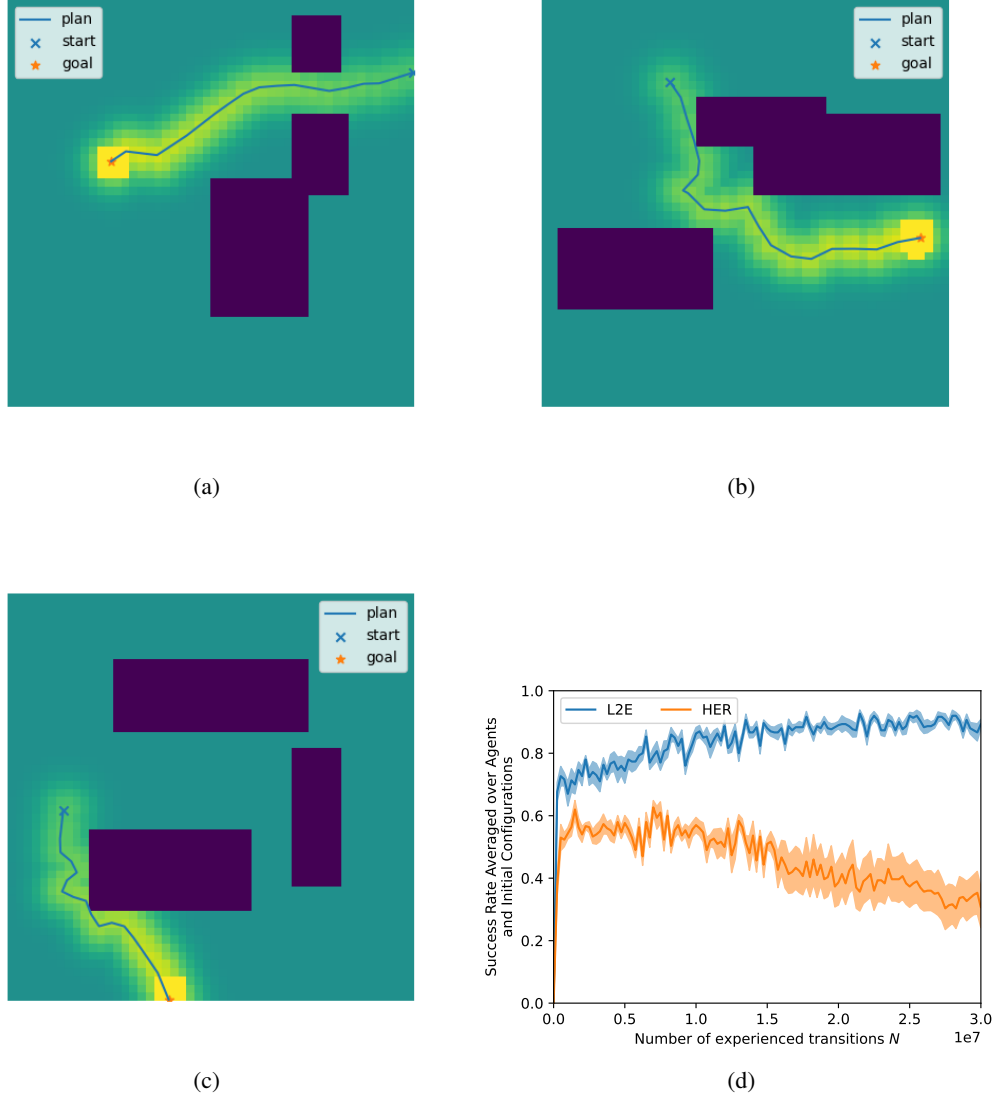 plan
start
goal
plan
start
goal
(a)
(b)
plan
start
goal
(c)
L2E HER
Success Rate Averaged over Agents
and Initial Configurations
1.0
0.8
0.6
0.4
0.2
0.0
0.0 0.5 1.0 1.5 2.0 2.5 3.0
1e7
Number of experienced transitions N
(d)